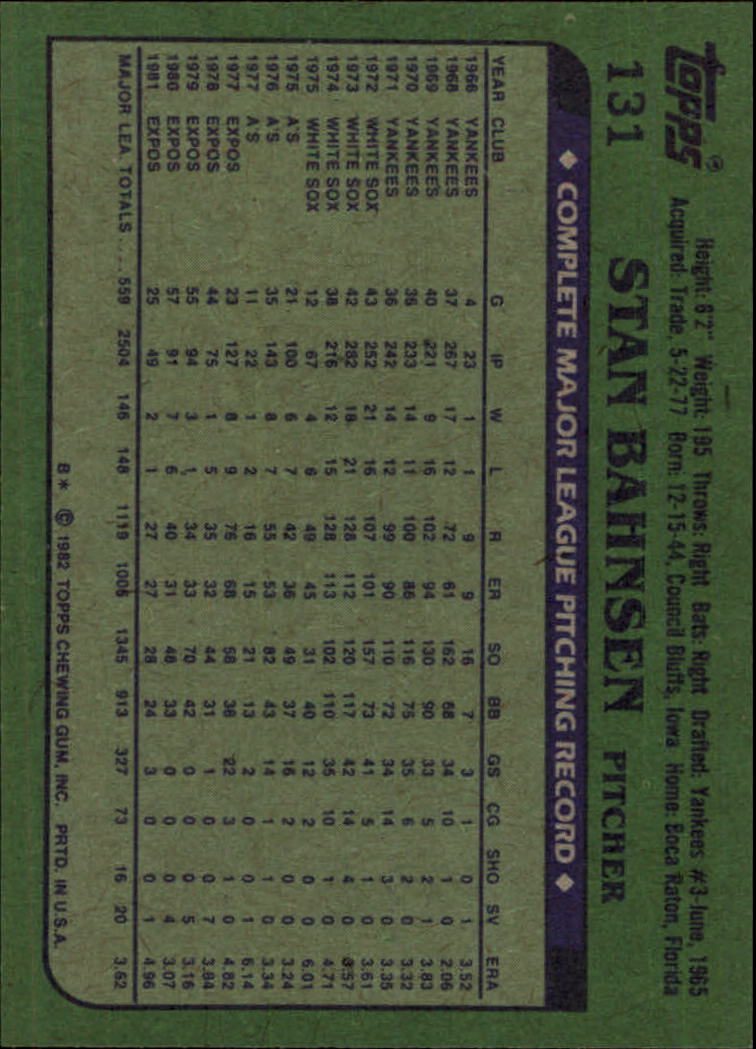 Topps®
Height: 6'2" Weight: 195 Throws: Right Bats: Right Drafted: Yankees #3-June, 1965
Acquired: Trade, 5-22-77 Born: 12-15-44, Council Bluffs, Iowa Home: Boca Raton, Florida
131 STAN BAHNSEN PITCHER
◆ COMPLETE MAJOR LEAGUE PITCHING RECORD ◆
YEAR CLUB G IP W L R ER SO BB GS CG SHO SV ERA
1966 YANKEES 4 23 1 1 9 9 16 7 3 1 0 1 3.52
1968 YANKEES 37 267 17 12 72 61 162 68 34 10 1 0 2.06
1969 YANKEES 40 221 9 16 102 94 130 90 33 5 2 1 3.83
1970 YANKEES 36 233 14 11 100 86 116 75 35 6 2 0 3.32
1971 YANKEES 36 242 14 12 99 90 110 72 34 14 3 0 3.35
1972 WHITE SOX 43 252 21 16 107 101 157 73 41 5 1 0 3.61
1973 WHITE SOX 42 282 18 21 128 112 120 117 42 14 4 0 3.57
1974 WHITE SOX 38 216 12 15 128 113 102 110 35 10 1 0 4.71
1975 WHITE SOX 12 67 4 6 49 45 31 40 12 2 0 0 6.01
1975 A'S 21 100 6 7 42 36 49 37 16 2 0 0 3.24
1976 A'S 35 143 8 7 55 53 82 43 14 1 1 0 3.34
1977 A'S 11 22 1 2 16 15 21 13 2 0 0 1 6.14
1977 EXPOS 23 127 8 9 76 68 58 38 22 3 1 0 4.82
1978 EXPOS 44 75 1 5 35 32 44 31 1 0 0 7 3.84
1979 EXPOS 55 94 3 1 34 33 70 42 0 0 0 5 3.16
1980 EXPOS 57 91 7 6 40 31 48 33 0 0 0 4 3.07
1981 EXPOS 25 49 2 1 27 27 28 24 3 0 0 1 4.96
MAJOR LEA. TOTALS.... 559 2504 146 148 1119 1006 1345 913 327 73 16 20 3.62
B* © 1982 TOPPS CHEWING GUM, INC. PRTD. IN U.S.A.